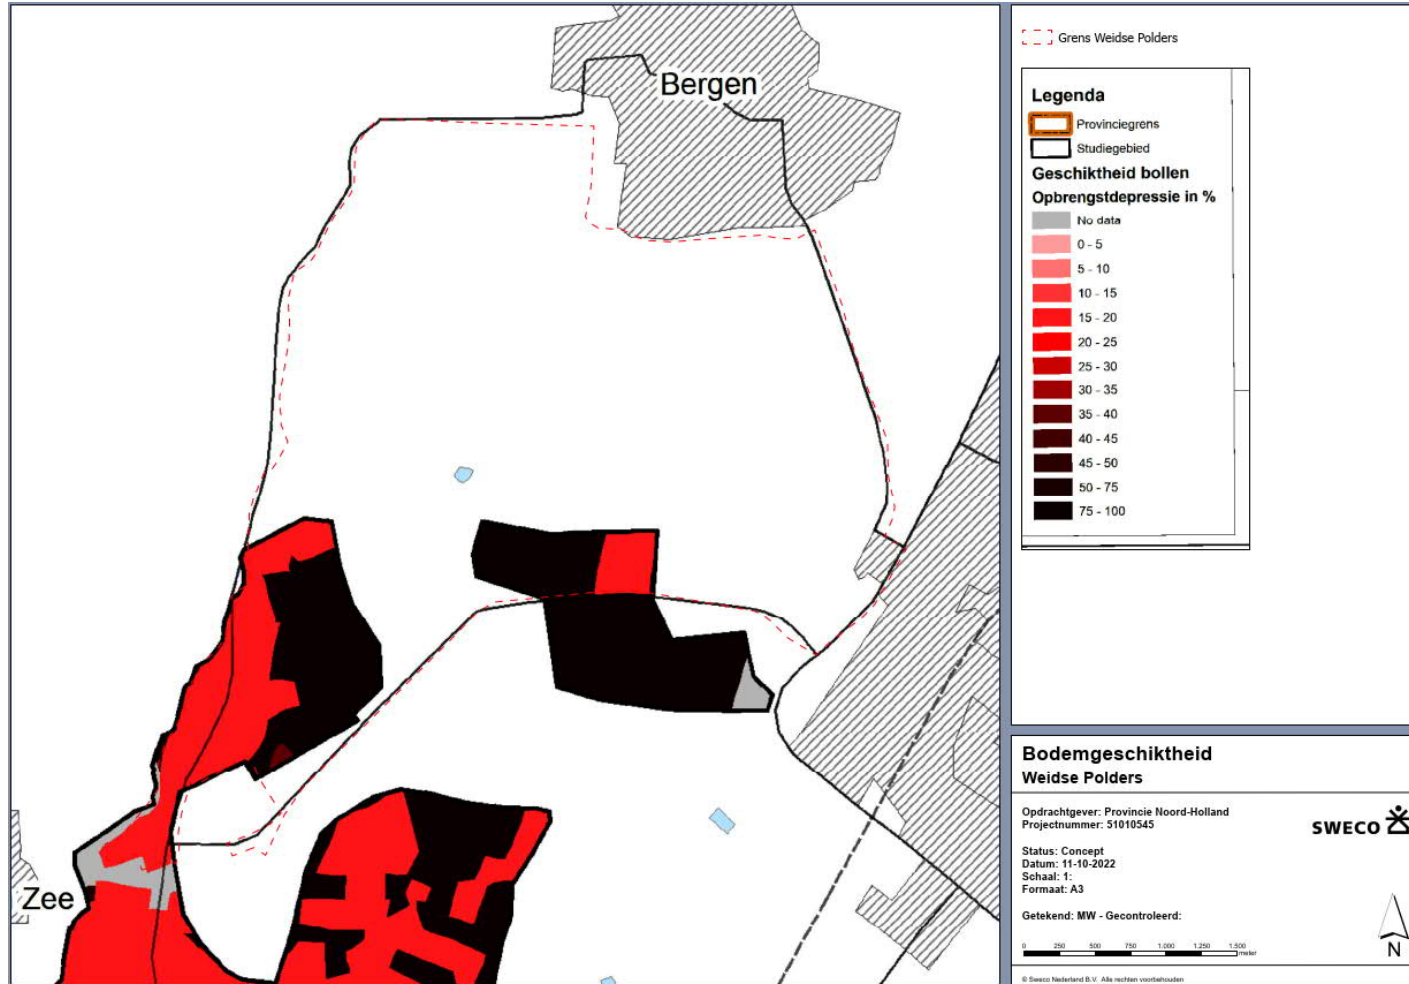 Bergen
Zee
Grens Weidse Polders
Legenda
Provinciegrens
Studiegebied
Geschiktheid bollen
Opbrengstdepressie in %
No data
0 - 5
5 - 10
10 - 15
15 - 20
20 - 25
25 - 30
30 - 35
35 - 40
40 - 45
45 - 50
50 - 75
75 - 100
Bodemgeschiktheid
Weidse Polders
Opdrachtgever: Provincie Noord-Holland
Projectnummer: 51010545
SWECO
Status: Concept
Datum: 11-10-2022
Schaal: 1:
Formaat: A3
Getekend: MW - Gecontroleerd:
N
0 250 500 750 1.000 1.250 1.500
meter
© Sweco Nederland B.V. Alle rechten voorbehouden